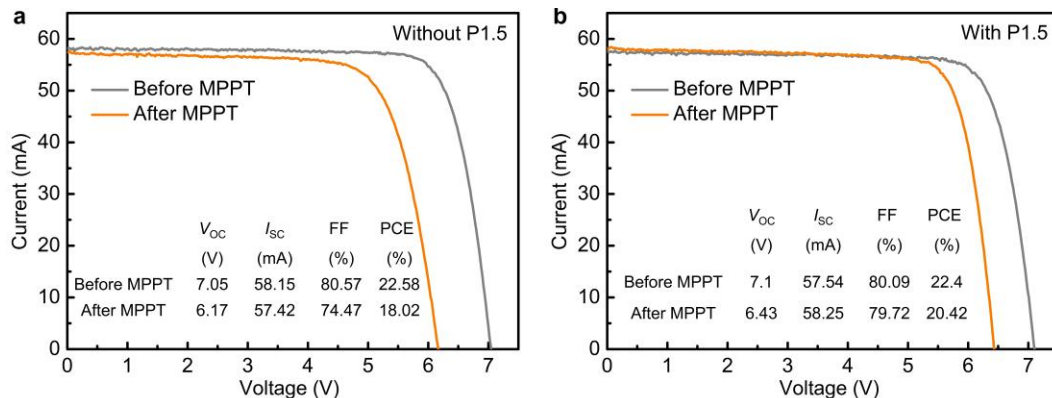 a
Without P1.5
Before MPPT
After MPPT
V_OC I_SC FF PCE
(V) (mA) (%) (%)
Before MPPT 7.05 58.15 80.57 22.58
After MPPT 6.17 57.42 74.47 18.02
Current (mA)
60
50
40
30
20
10
0
0 1 2 3 4 5 6 7
Voltage (V)
b
With P1.5
Before MPPT
After MPPT
V_OC I_SC FF PCE
(V) (mA) (%) (%)
Before MPPT 7.1 57.54 80.09 22.4
After MPPT 6.43 58.25 79.72 20.42
Current (mA)
60
50
40
30
20
10
0
0 1 2 3 4 5 6 7
Voltage (V)